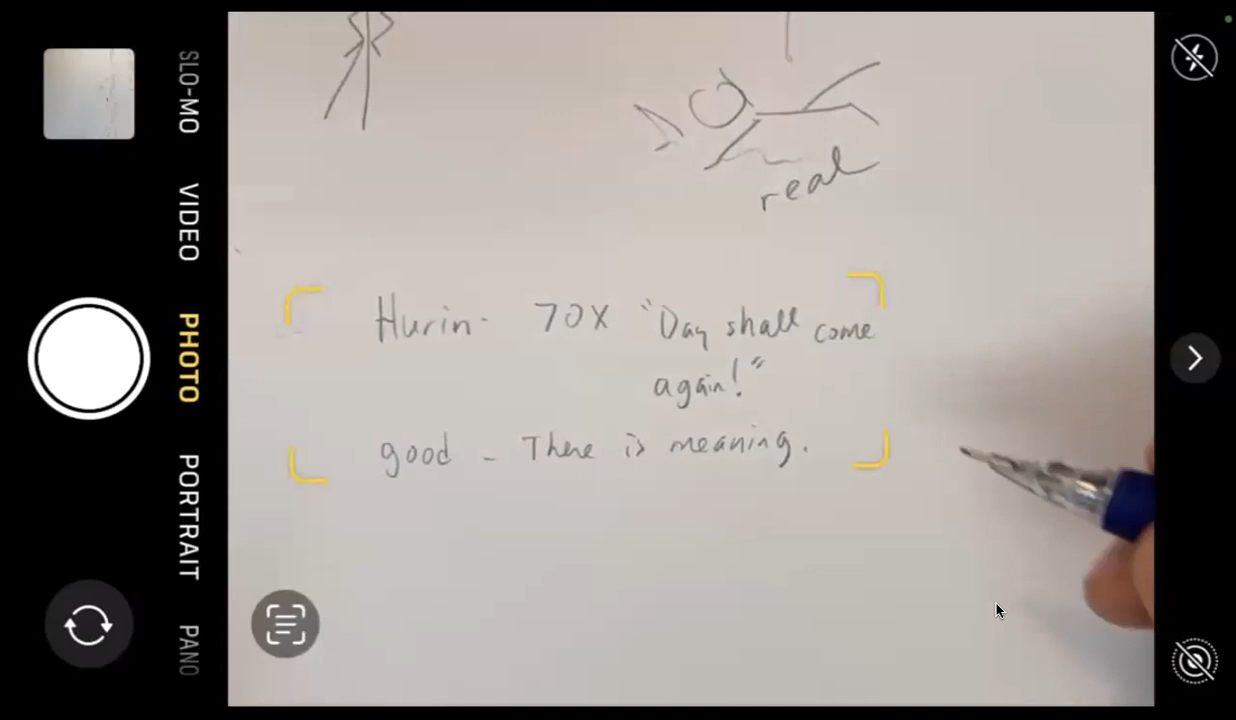 SLO-MO
VIDEO
PHOTO
PORTRAIT
PANO
real
Hurin- 70X "Day shall come
again!"
good - There is meaning.